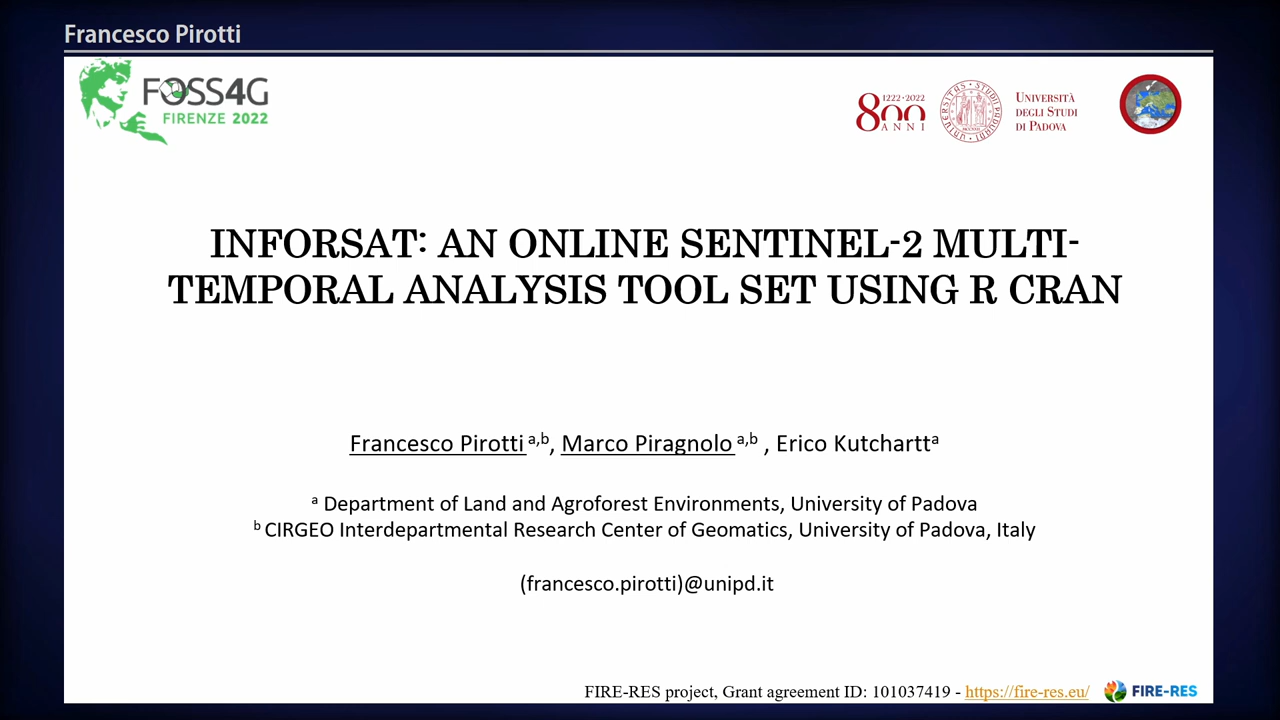 Francesco Pirotti
FOSS4G
FIRENZE 2022
1222•2022
800
ANNI
UNIVERSITÀ
DEGLI STUDI
DI PADOVA
INFORSAT: AN ONLINE SENTINEL-2 MULTI-
TEMPORAL ANALYSIS TOOL SET USING R CRAN
Francesco Pirotti a,b, Marco Piragnolo a,b , Erico Kutchartt a
a Department of Land and Agroforest Environments, University of Padova
b CIRGEO Interdepartmental Research Center of Geomatics, University of Padova, Italy
(francesco.pirotti)@unipd.it
FIRE-RES project, Grant agreement ID: 101037419 - https://fire-res.eu/
FIRE-RES